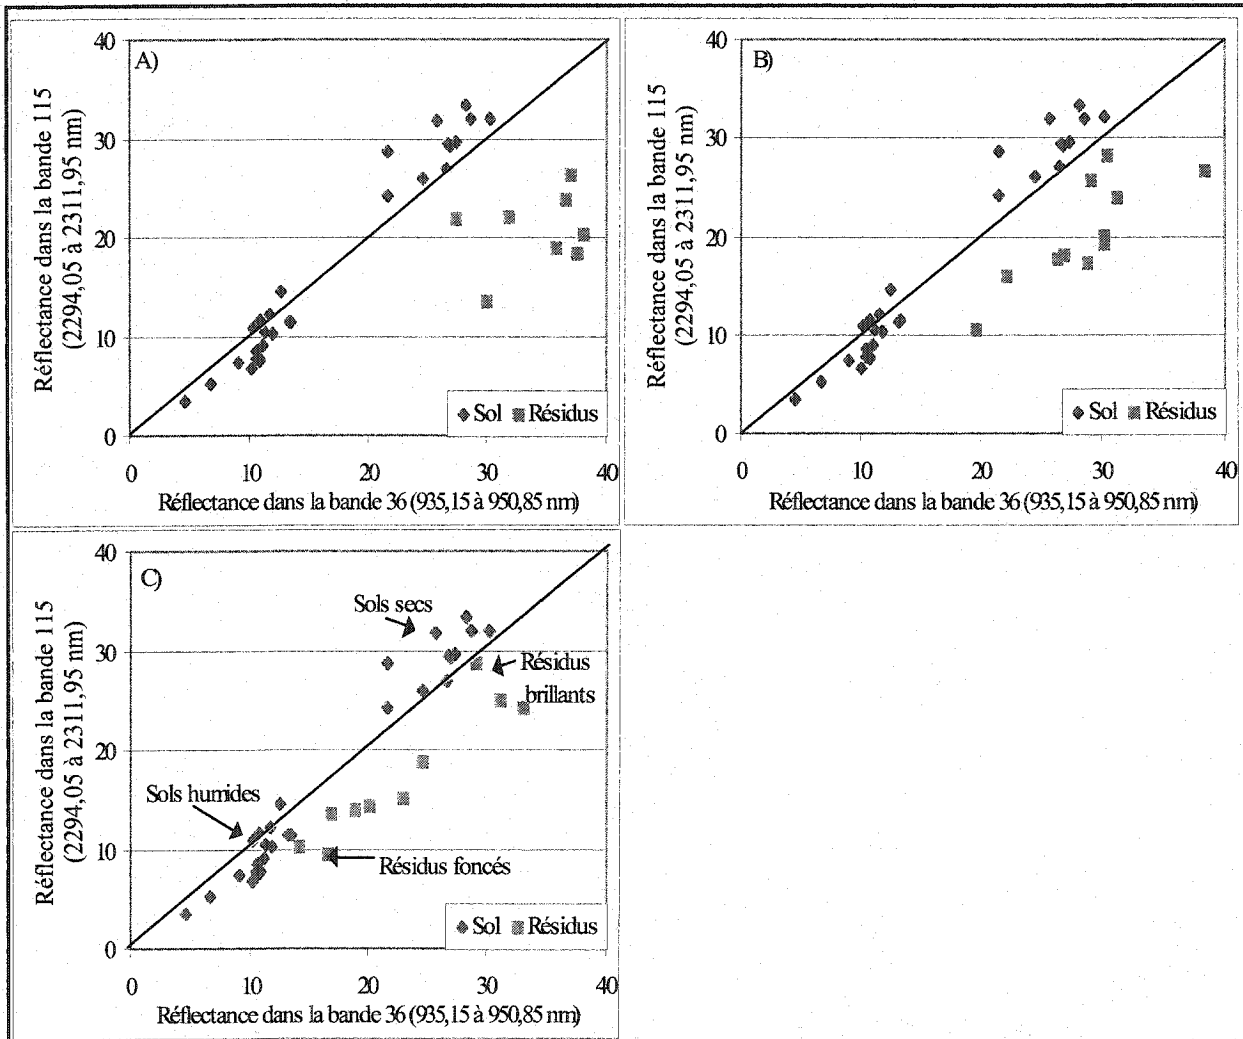 A)
40
30
20
10
0
0 10 20 30 40
Réflectance dans la bande 115
(2294,05 à 2311,95 nm)
Réflectance dans la bande 36 (935,15 à 950,85 nm)
Sol Résidus
B)
40
30
20
10
0
0 10 20 30 40
Réflectance dans la bande 115
(2294,05 à 2311,95 nm)
Réflectance dans la bande 36 (935,15 à 950,85 nm)
Sol Résidus
C)
40
30
20
10
0
0 10 20 30 40
Réflectance dans la bande 115
(2294,05 à 2311,95 nm)
Réflectance dans la bande 36 (935,15 à 950,85 nm)
Sols secs
Résidus
brillants
Sols humides
Résidus foncés
Sol Résidus